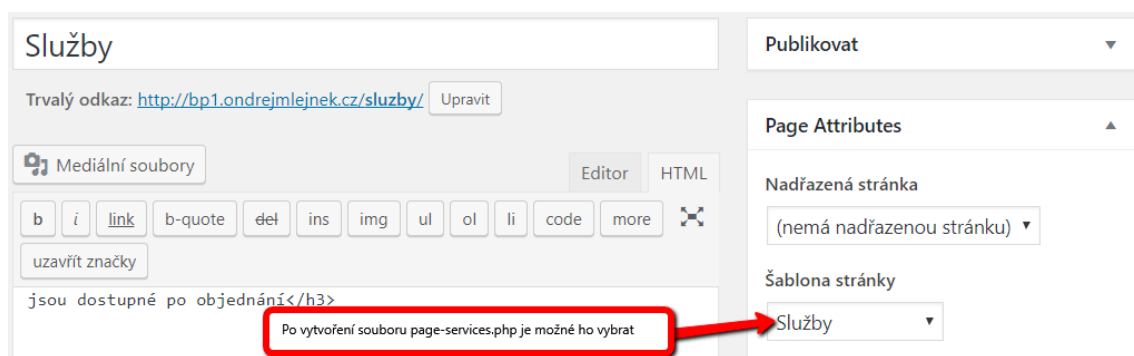 Služby
Trvalý odkaz: http://bp1.ondrejmlejnek.cz/sluzby/ Upravit
Mediální soubory
Editor HTML
b i link b-quote del ins img ul ol li code more
uzavřít značky
jsou dostupné po objednání</h3>
Po vytvoření souboru page-services.php je možné ho vybrat
Publikovat
Page Attributes
Nadřazená stránka
(nemá nadřazenou stránku)
Šablona stránky
Služby